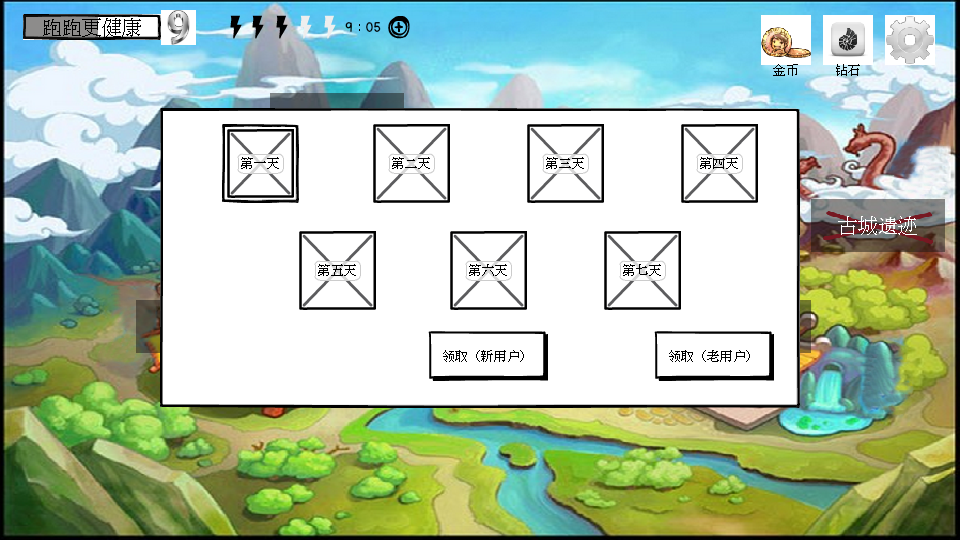 跑跑更健康 9 9：05
金币 钻石
第一天 第二天 第三天 第四天
古城遗迹
第五天 第六天 第七天
领取（新用户） 领取（老用户）